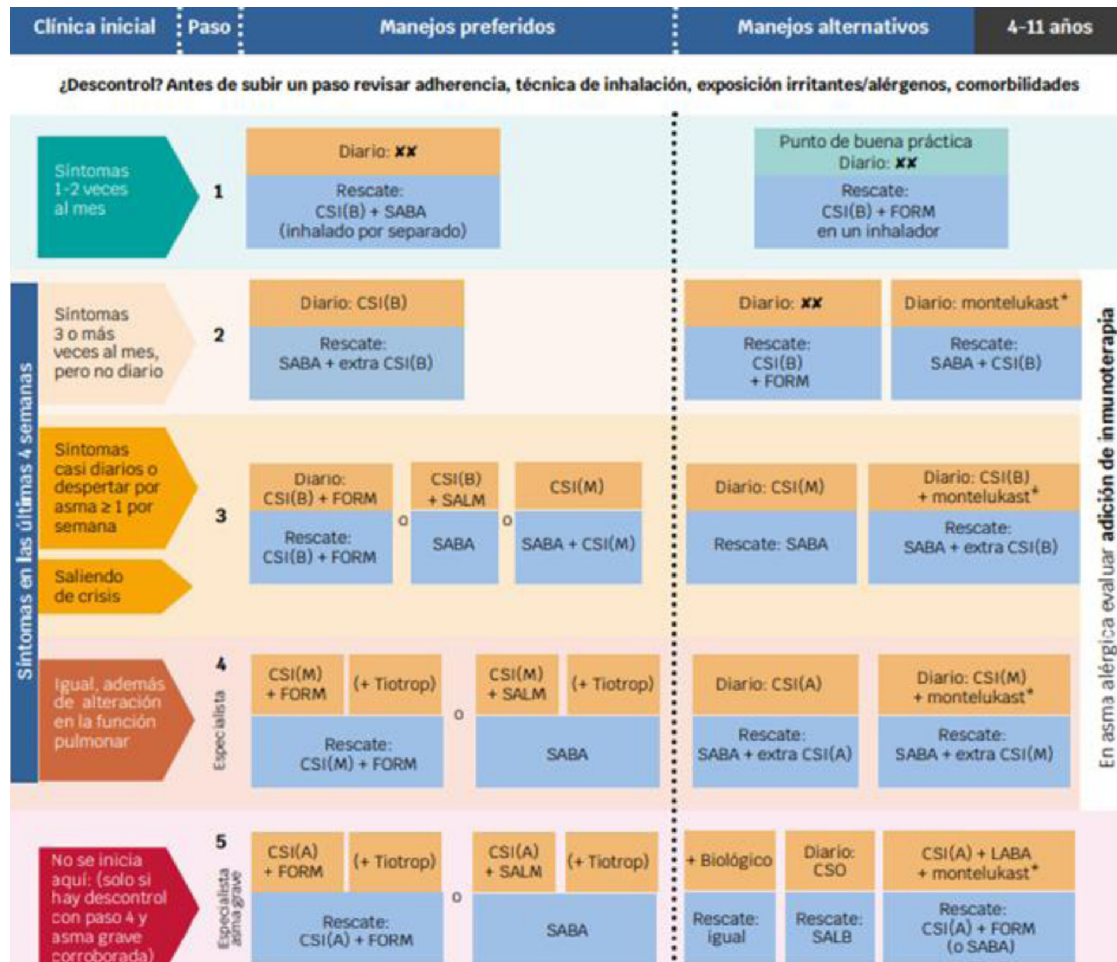 Clínica inicial
Paso
Manejos preferidos
Manejos alternativos
4-11 años
¿Descontrol? Antes de subir un paso revisar adherencia, técnica de inhalación, exposición irritantes/alérgenos, comorbilidades
Síntomas
1-2 veces
al mes
1
Diario: ✘✘
Rescate:
CSI(B) + SABA
(inhalado por separado)
Punto de buena práctica
Diario: ✘✘
Rescate:
CSI(B) + FORM
en un inhalador
Síntomas en las últimas 4 semanas
Síntomas
3 o más
veces al mes,
pero no diario
2
Diario: CSI(B)
Rescate:
SABA + extra CSI(B)
Diario: ✘✘
Rescate:
CSI(B)
+ FORM
Diario: montelukast*
Rescate:
SABA + CSI(B)
En asma alérgica evaluar adición de inmunoterapia
Síntomas
casi diarios o
despertar por
asma ≥ 1 por
semana
Saliendo
de crisis
3
Diario:
CSI(B) + FORM
Rescate:
CSI(B) + FORM
o
CSI(B)
+ SALM
SABA
o
CSI(M)
SABA + CSI(M)
Diario: CSI(M)
Rescate: SABA
Diario: CSI(B)
+ montelukast*
Rescate:
SABA + extra CSI(B)
Igual, además
de alteración
en la función
pulmonar
4
Especialista
CSI(M)
+ FORM
(+ Tiotrop)
Rescate:
CSI(M) + FORM
o
CSI(M)
+ SALM
(+ Tiotrop)
SABA
Diario: CSI(A)
Rescate:
SABA + extra CSI(A)
Diario: CSI(M)
+ montelukast*
Rescate:
SABA + extra CSI(M)
No se inicia
aquí: (solo si
hay descontrol
con paso 4 y
asma grave
corroborada)
5
Especialista
asma grave
CSI(A)
+ FORM
(+ Tiotrop)
Rescate:
CSI(A) + FORM
o
CSI(A)
+ SALM
(+ Tiotrop)
SABA
+ Biológico
Rescate:
igual
Diario:
CSO
Rescate:
SALB
CSI(A) + LABA
+ montelukast*
Rescate:
CSI(A) + FORM
(o SABA)